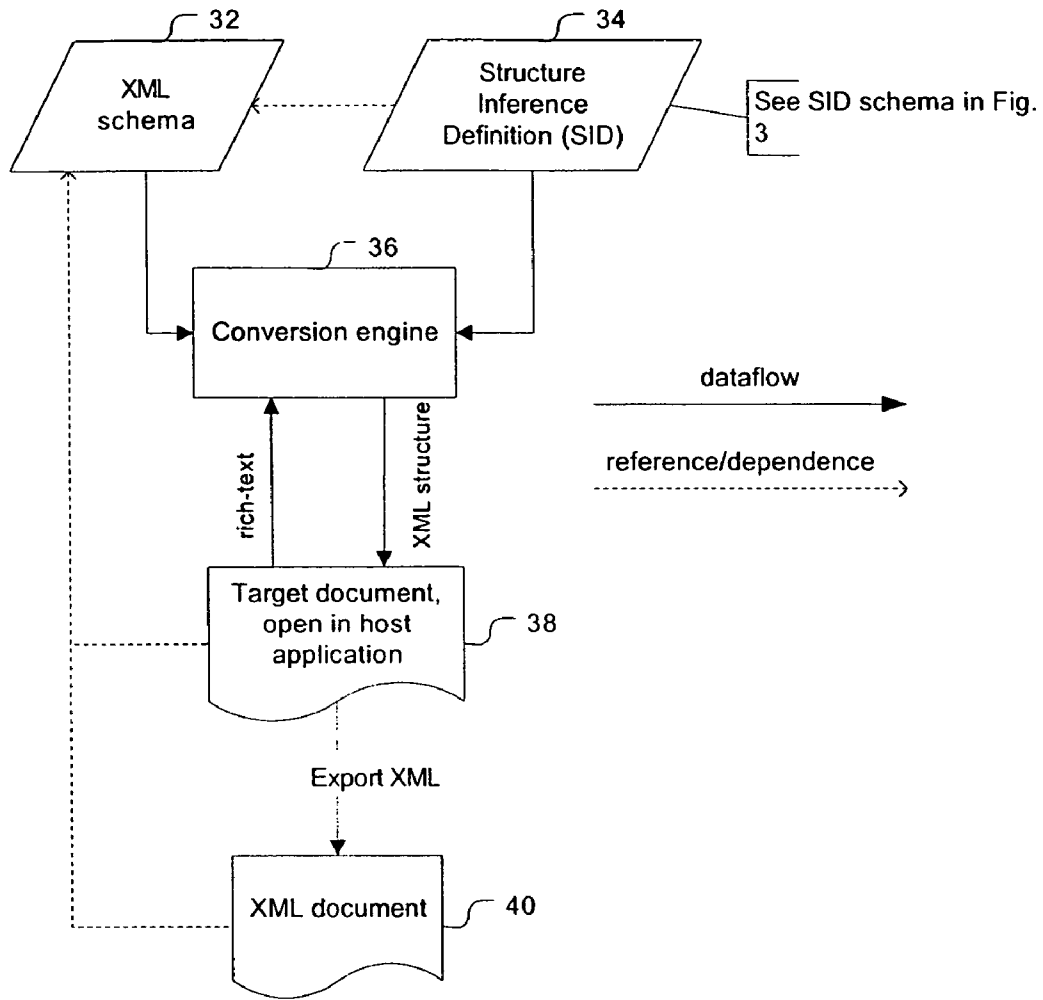 32
XML
schema
34
Structure
Inference
Definition (SID)
See SID schema in Fig.
3
36
Conversion engine
dataflow
reference/dependence
rich-text
XML structure
Target document,
open in host
application
38
Export XML
XML document
40